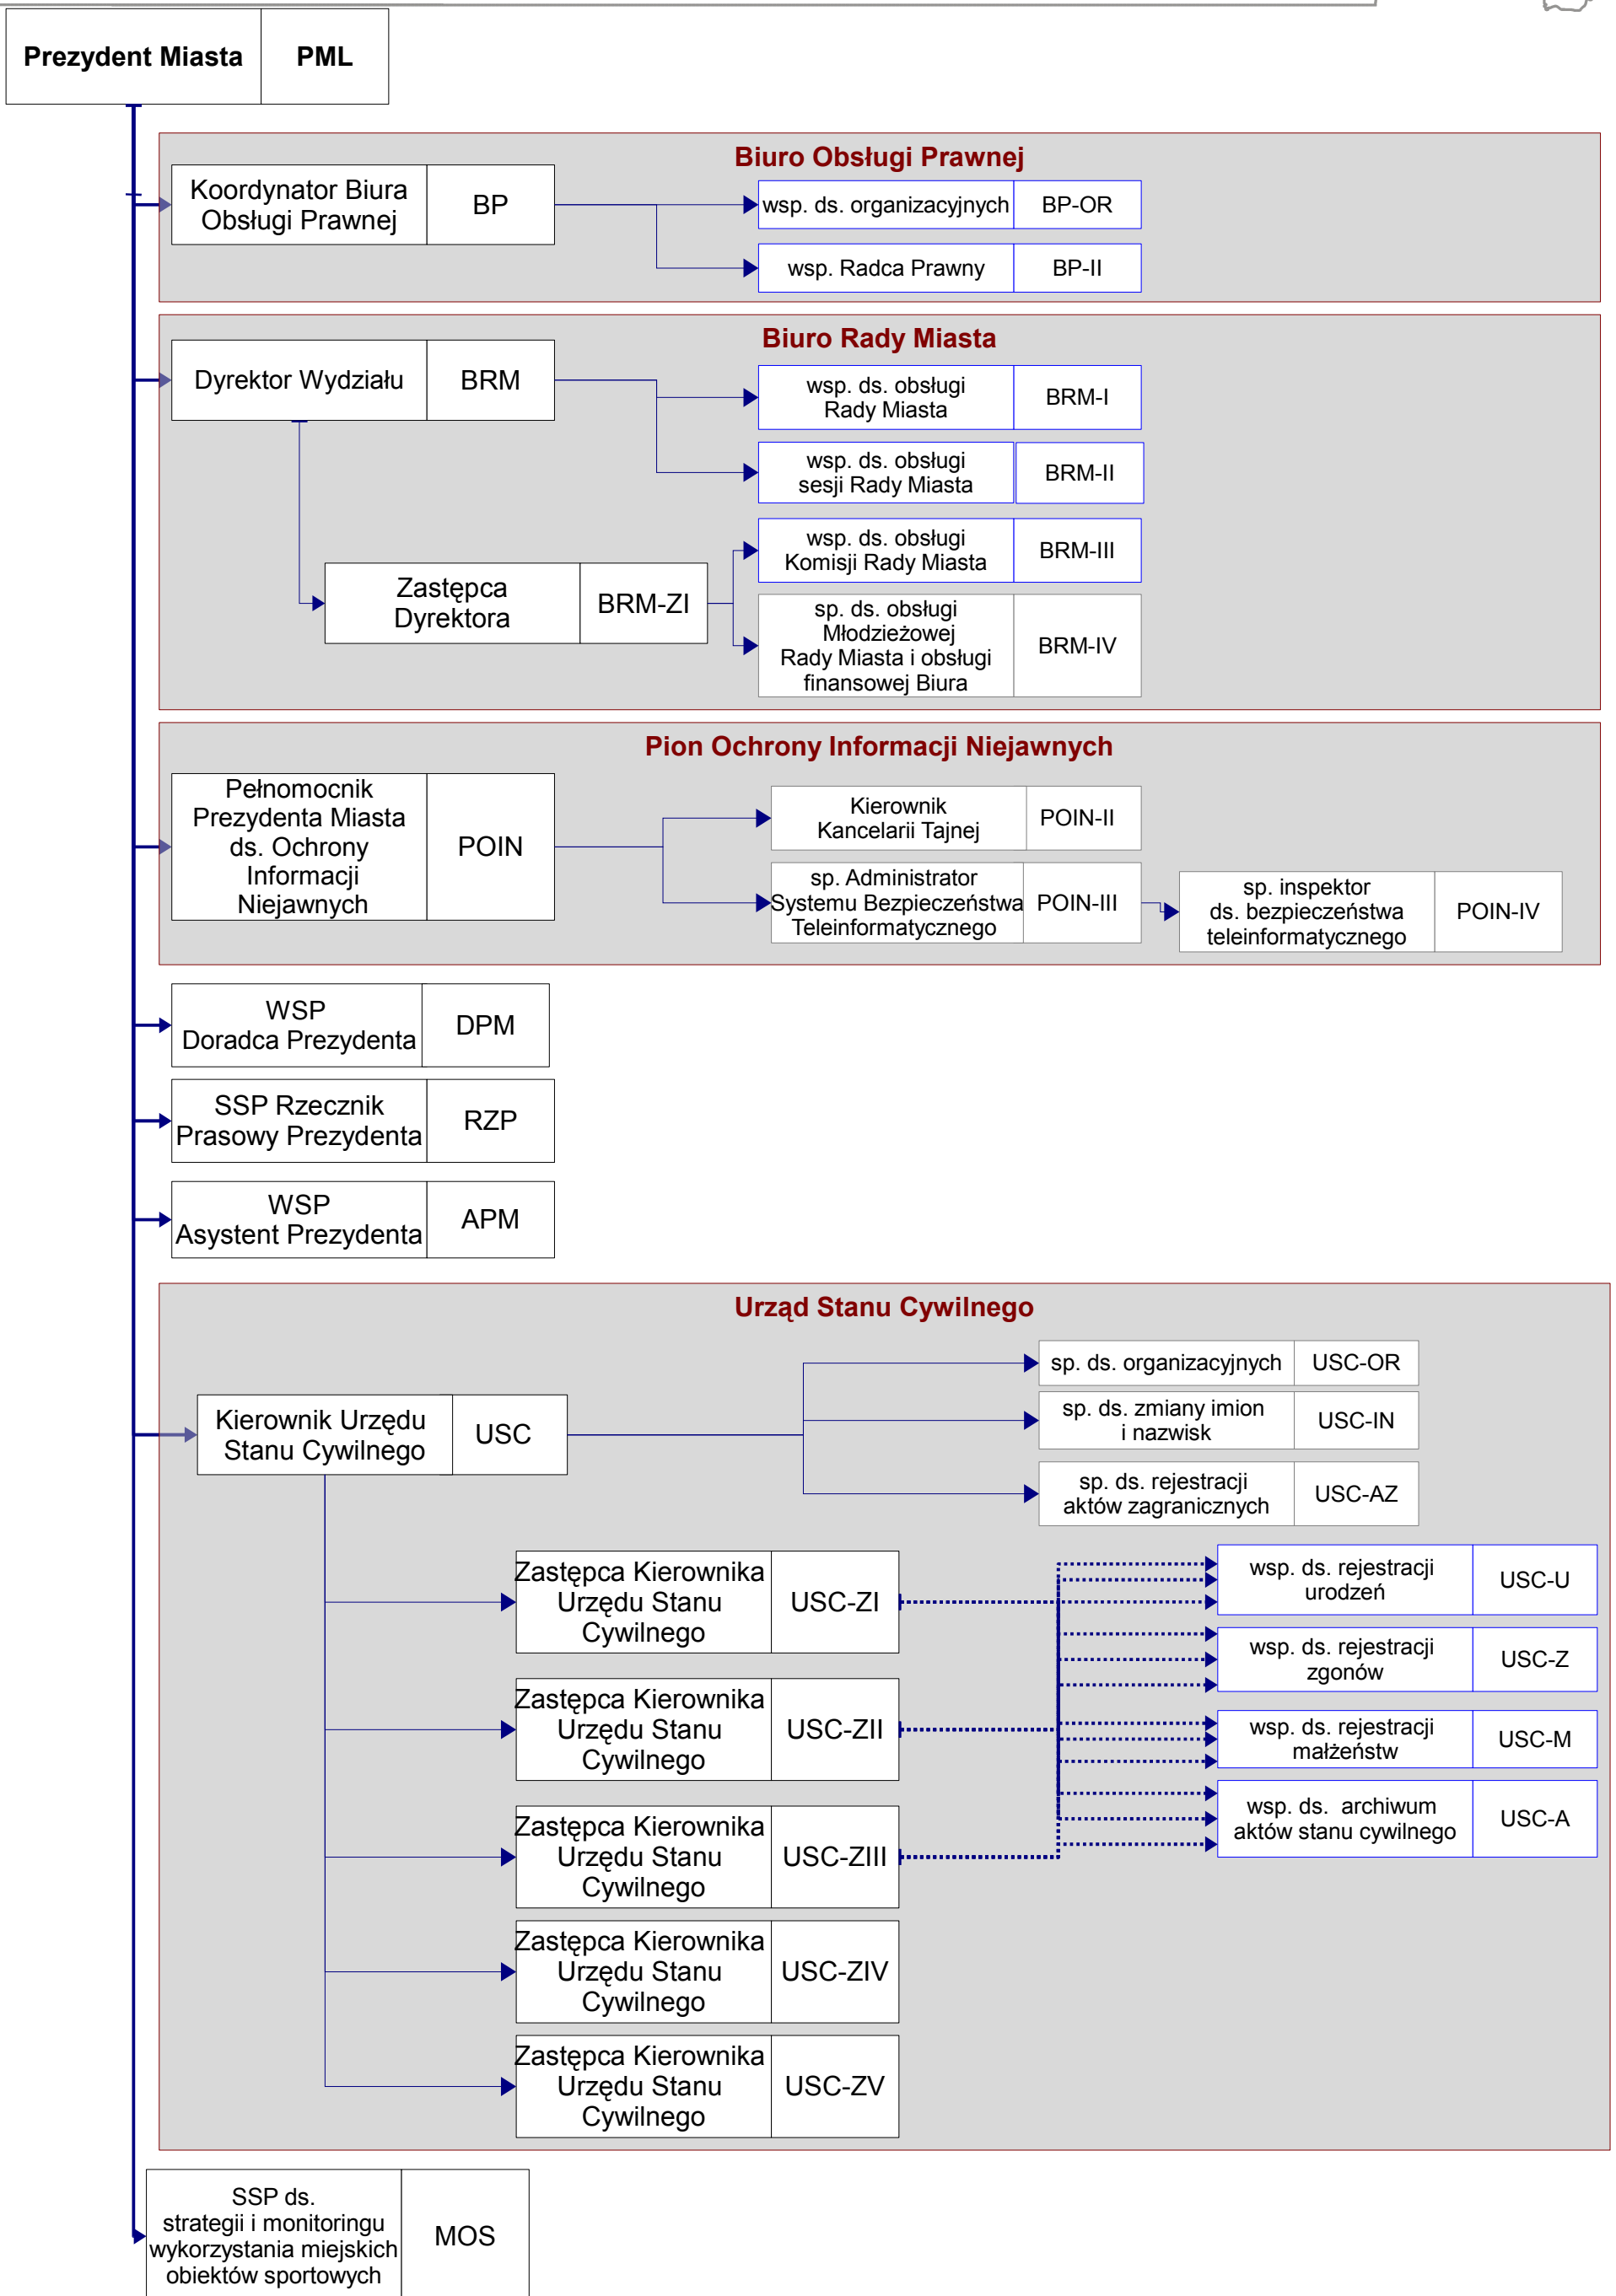 Prezydent Miasta
PML
Biuro Obsługi Prawnej
Koordynator Biura
Obsługi Prawnej
BP
wsp. ds. organizacyjnych
BP-OR
wsp. Radca Prawny
BP-II
Biuro Rady Miasta
Dyrektor Wydziału
BRM
wsp. ds. obsługi
Rady Miasta
BRM-I
wsp. ds. obsługi
sesji Rady Miasta
BRM-II
wsp. ds. obsługi
Komisji Rady Miasta
BRM-III
Zastępca
Dyrektora
BRM-ZI
sp. ds. obsługi
Młodzieżowej
Rady Miasta i obsługi
finansowej Biura
BRM-IV
Pion Ochrony Informacji Niejawnych
Pełnomocnik
Prezydenta Miasta
ds. Ochrony
Informacji
Niejawnych
POIN
Kierownik
Kancelarii Tajnej
POIN-II
sp. Administrator
Systemu Bezpieczeństwa
Teleinformatycznego
POIN-III
sp. inspektor
ds. bezpieczeństwa
teleinformatycznego
POIN-IV
WSP
Doradca Prezydenta
DPM
SSP Rzecznik
Prasowy Prezydenta
RZP
WSP
Asystent Prezydenta
APM
Urząd Stanu Cywilnego
sp. ds. organizacyjnych
USC-OR
Kierownik Urzędu
Stanu Cywilnego
USC
sp. ds. zmiany imion
i nazwisk
USC-IN
sp. ds. rejestracji
aktów zagranicznych
USC-AZ
Zastępca Kierownika
Urzędu Stanu
Cywilnego
USC-ZI
wsp. ds. rejestracji
urodzeń
USC-U
wsp. ds. rejestracji
zgonów
USC-Z
Zastępca Kierownika
Urzędu Stanu
Cywilnego
USC-ZII
wsp. ds. rejestracji
małżeństw
USC-M
wsp. ds. archiwum
aktów stanu cywilnego
USC-A
Zastępca Kierownika
Urzędu Stanu
Cywilnego
USC-ZIII
Zastępca Kierownika
Urzędu Stanu
Cywilnego
USC-ZIV
Zastępca Kierownika
Urzędu Stanu
Cywilnego
USC-ZV
SSP ds.
strategii i monitoringu
wykorzystania miejskich
obiektów sportowych
MOS